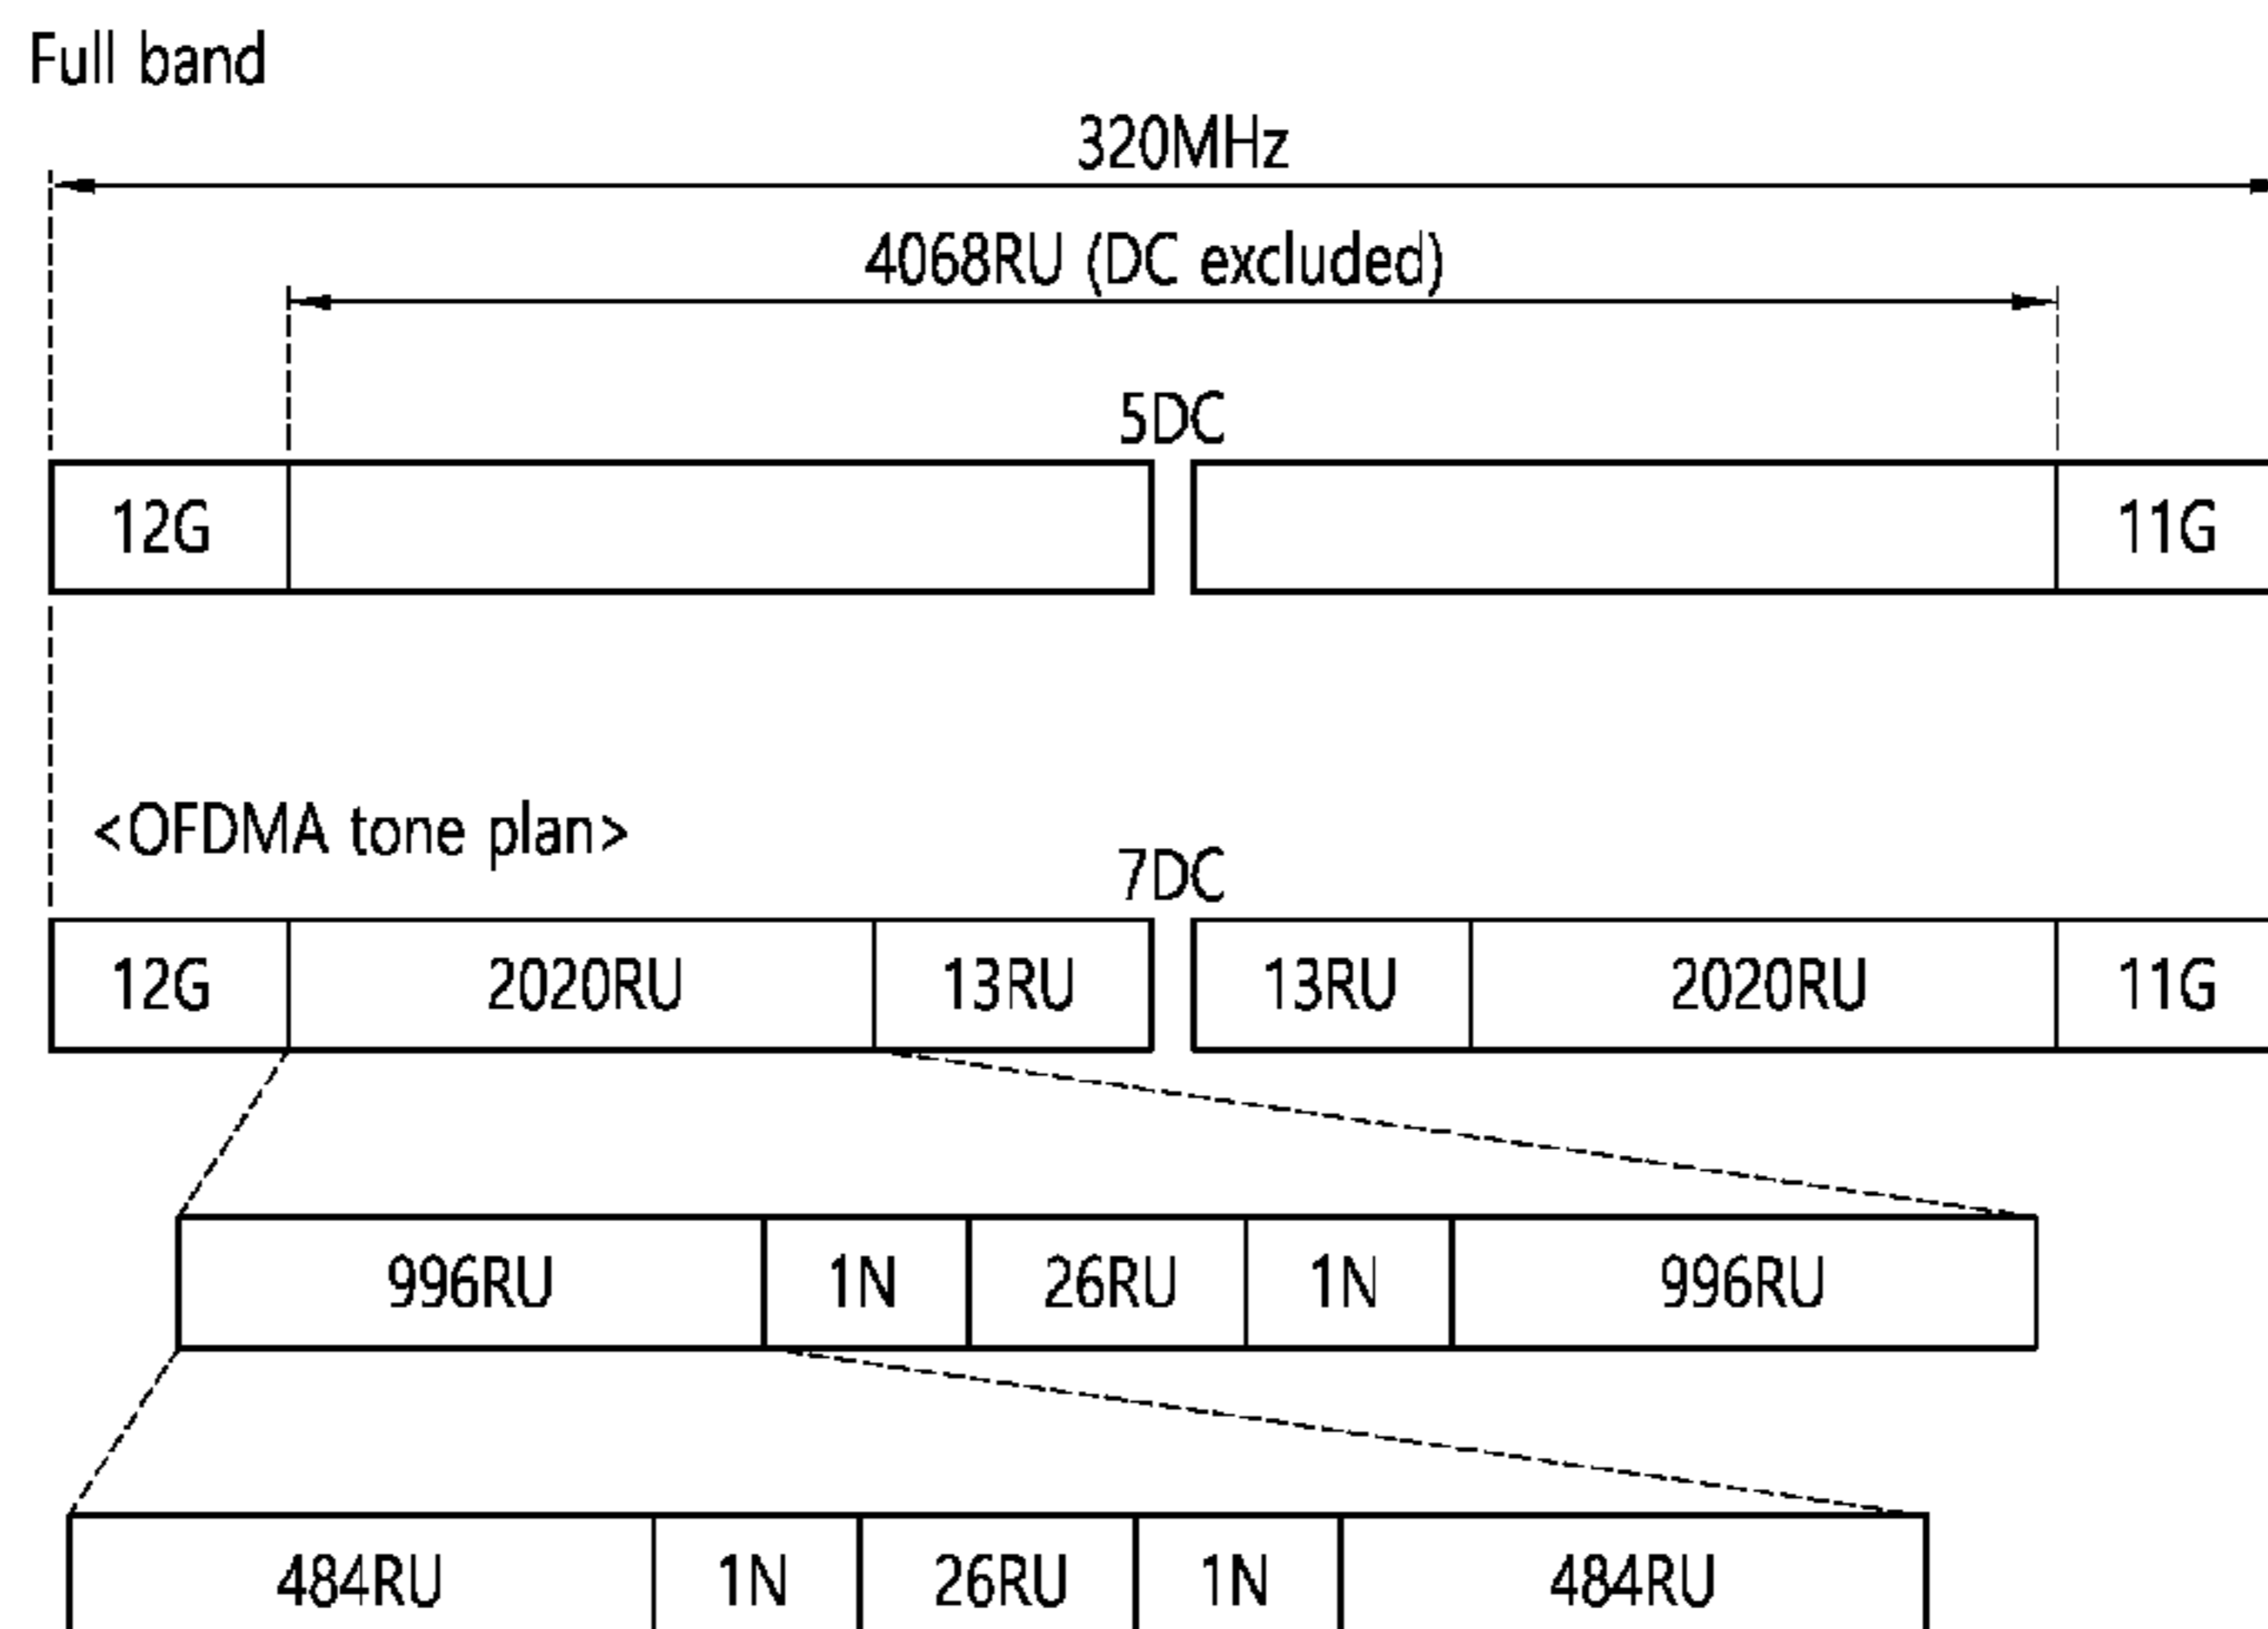 Full band
320MHz
4068RU (DC excluded)
5DC
12G 11G
<OFDMA tone plan>
7DC
12G 2020RU 13RU 13RU 2020RU 11G
996RU 1N 26RU 1N 996RU
484RU 1N 26RU 1N 484RU